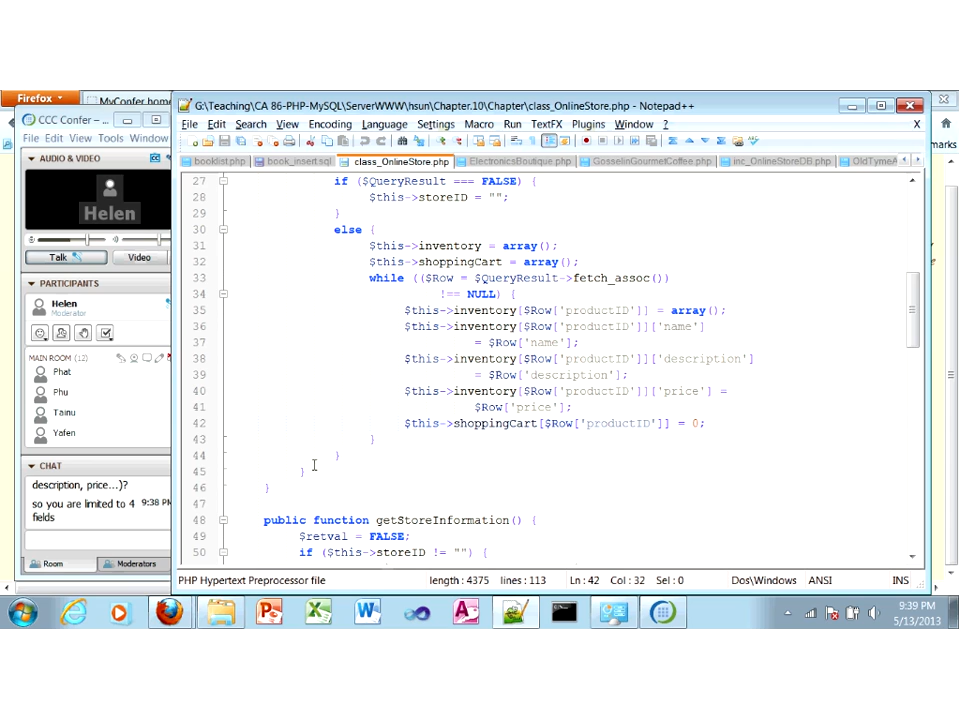 Firefox
MyConfer hom
G:\Teaching\CA 86-PHP-MySQL\ServerWWW\hsun\Chapter.10\Chapter\class_OnlineStore.php - Notepad++
CCC Confer –...
File Edit View Tools Window
File Edit Search View Encoding Language Settings Macro Run TextFX Plugins Window ? X
marks
AUDIO & VIDEO
Helen
Talk
Video
PARTICIPANTS
Helen
Moderator
MAIN ROOM (12)
Phat
Phu
Tainu
Yafen
CHAT
description, price...)?
so you are limited to 4 9:38 PM
fields
Room
Moderators
booklist.php book_insert.sql class_OnlineStore.php ElectronicsBoutique.php GosselinGourmetCoffee.php inc_OnlineStoreDB.php OldTymeA
27 if ($QueryResult === FALSE) {
28 $this->storeID = "";
29 }
30 else {
31 $this->inventory = array();
32 $this->shoppingCart = array();
33 while (($Row = $QueryResult->fetch_assoc())
34 !== NULL) {
35 $this->inventory[$Row['productID']] = array();
36 $this->inventory[$Row['productID']]['name']
37 = $Row['name'];
38 $this->inventory[$Row['productID']]['description']
39 = $Row['description'];
40 $this->inventory[$Row['productID']]['price'] =
41 $Row['price'];
42 $this->shoppingCart[$Row['productID']] = 0;
43 }
44 }
45 }
46 }
47
48 public function getStoreInformation() {
49 $retval = FALSE;
50 if ($this->storeID != "") {
PHP Hypertext Preprocessor file length : 4375 lines : 113 Ln : 42 Col : 32 Sel : 0 Dos\Windows ANSI INS
9:39 PM
5/13/2013